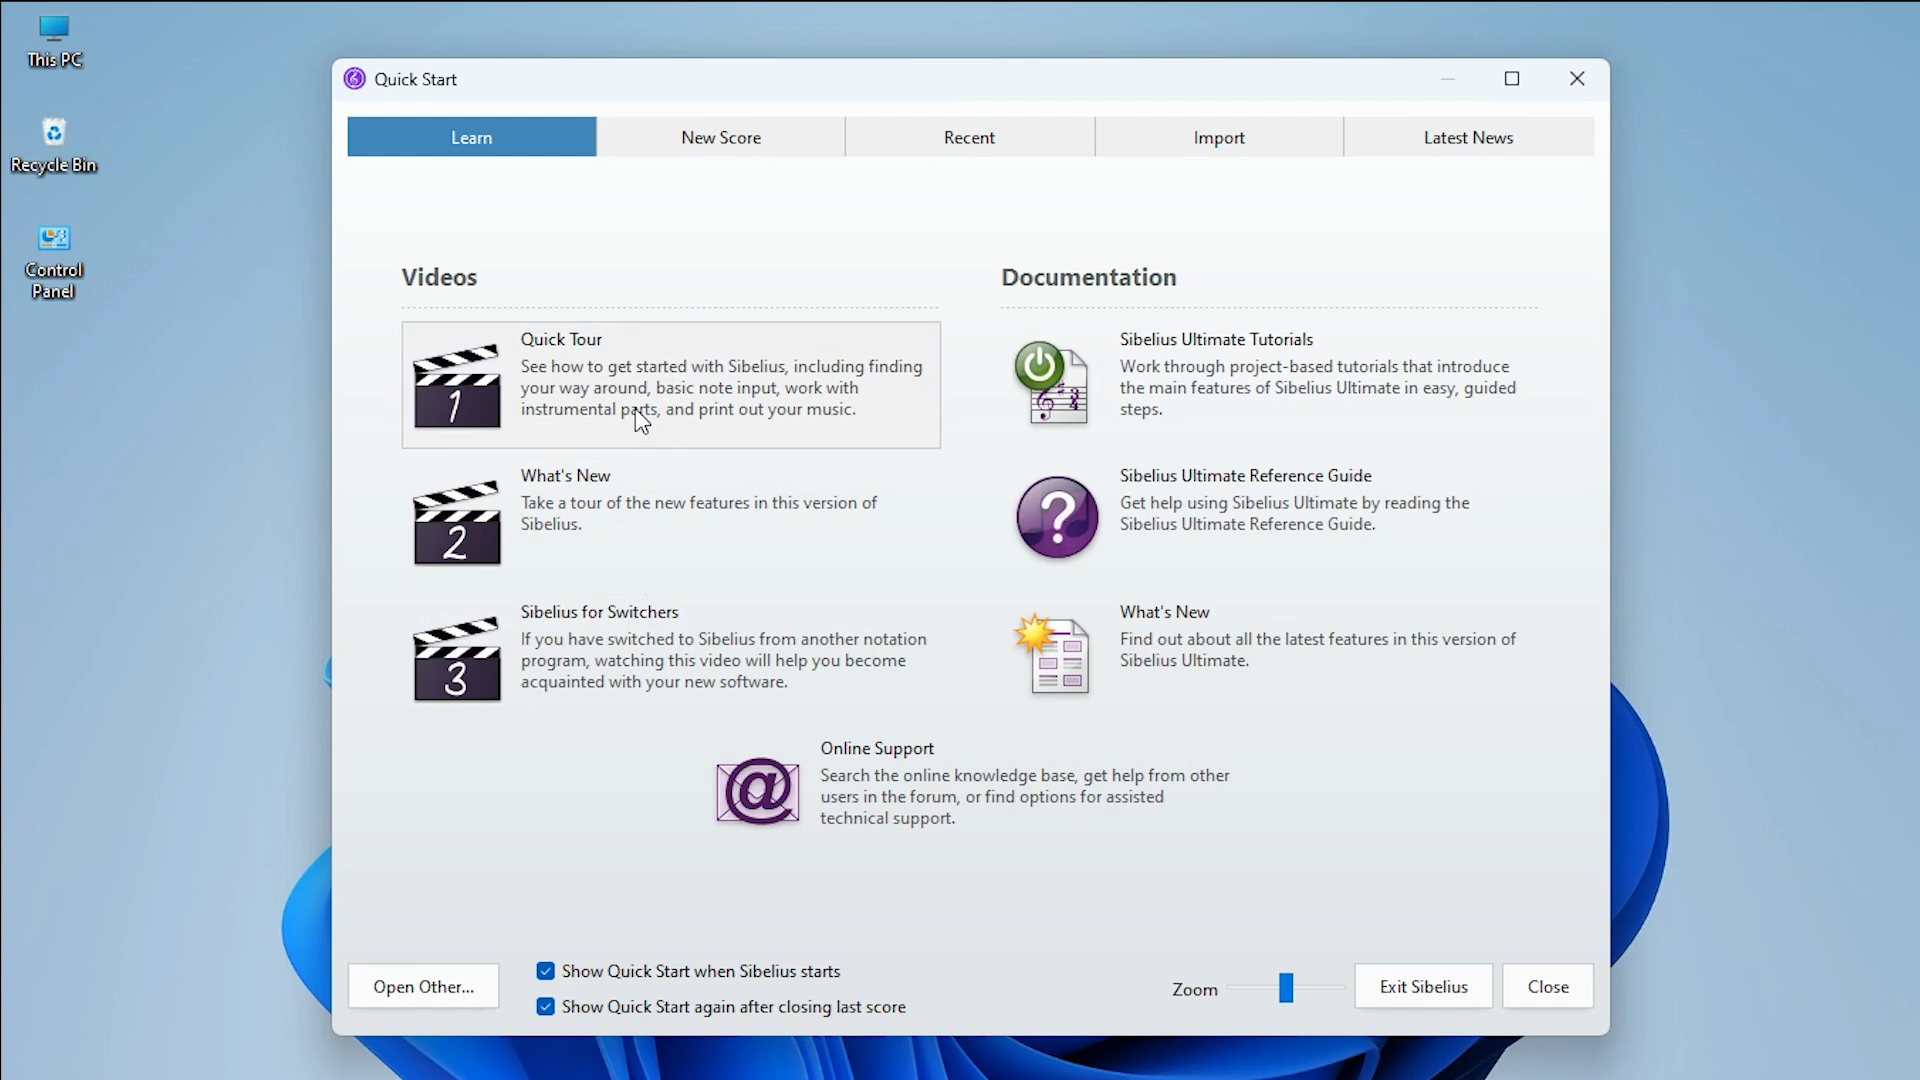 This PC
Recycle Bin
Control
Panel
Quick Start
Learn
New Score
Recent
Import
Latest News
Videos
Quick Tour
See how to get started with Sibelius, including finding
your way around, basic note input, work with
instrumental parts, and print out your music.
What's New
Take a tour of the new features in this version of
Sibelius.
Sibelius for Switchers
If you have switched to Sibelius from another notation
program, watching this video will help you become
acquainted with your new software.
Documentation
Sibelius Ultimate Tutorials
Work through project-based tutorials that introduce
the main features of Sibelius Ultimate in easy, guided
steps.
Sibelius Ultimate Reference Guide
Get help using Sibelius Ultimate by reading the
Sibelius Ultimate Reference Guide.
What's New
Find out about all the latest features in this version of
Sibelius Ultimate.
Online Support
Search the online knowledge base, get help from other
users in the forum, or find options for assisted
technical support.
1
2
3
Open Other...
Show Quick Start when Sibelius starts
Show Quick Start again after closing last score
Zoom
Exit Sibelius
Close